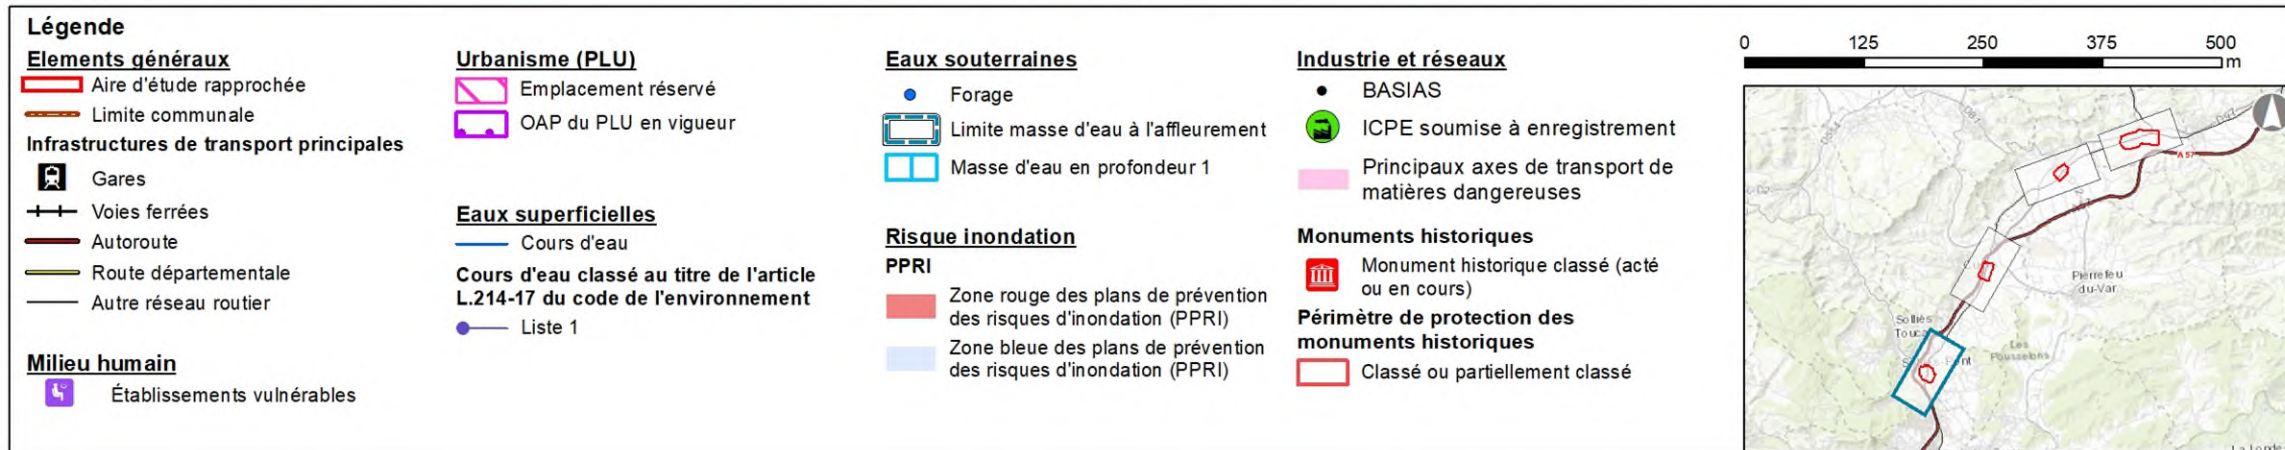 Légende
Elements généraux
Aire d'étude rapprochée
Limite communale
Infrastructures de transport principales
Gares
Voies ferrées
Autoroute
Route départementale
Autre réseau routier
Milieu humain
Établissements vulnérables
Urbanisme (PLU)
Emplacement réservé
OAP du PLU en vigueur
Eaux superficielles
Cours d'eau
Cours d'eau classé au titre de l'article
L.214-17 du code de l'environnement
Liste 1
Eaux souterraines
Forage
Limite masse d'eau à l'affleurement
Masse d'eau en profondeur 1
Risque inondation
PPRI
Zone rouge des plans de prévention
des risques d'inondation (PPRI)
Zone bleue des plans de prévention
des risques d'inondation (PPRI)
Industrie et réseaux
BASIAS
ICPE soumise à enregistrement
Principaux axes de transport de
matières dangereuses
Monuments historiques
Monument historique classé (acté
ou en cours)
Périmètre de protection des
monuments historiques
Classé ou partiellement classé
0 125 250 375 500
m
A 57
Pierrefeu
du-Var
Solliès